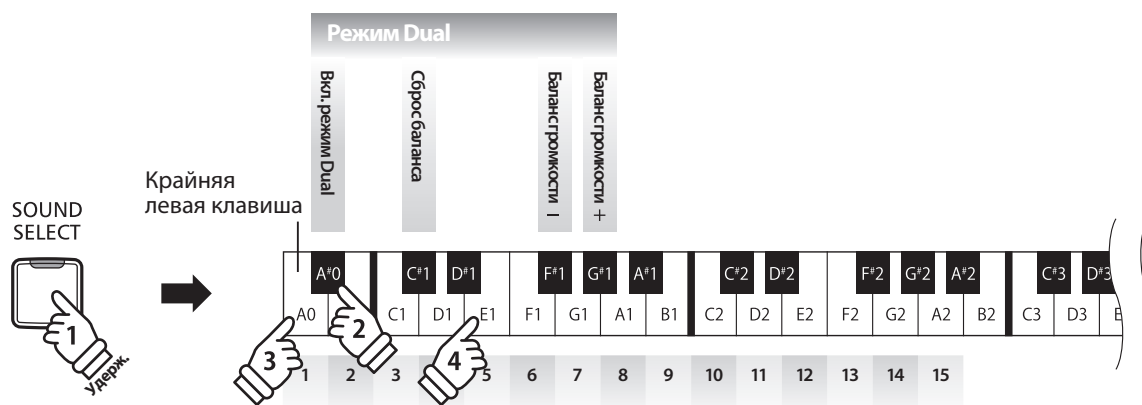 Режим Dual
Вкл. режим Dual
Сброс баланса
Баланс громкости −
Баланс громкости +
Крайняя
левая клавиша
SOUND
SELECT
A#0 C#1 D#1 F#1 G#1 A#1 C#2 D#2 F#2 G#2 A#2 C#3 D#3
A0 C1 D1 E1 F1 G1 A1 B1 C2 D2 E2 F2 G2 A2 B2 C3 D3 E
1
2
3
4
Удерж.
1 2 3 5 6 7 8 9 10 11 12 13 14 15